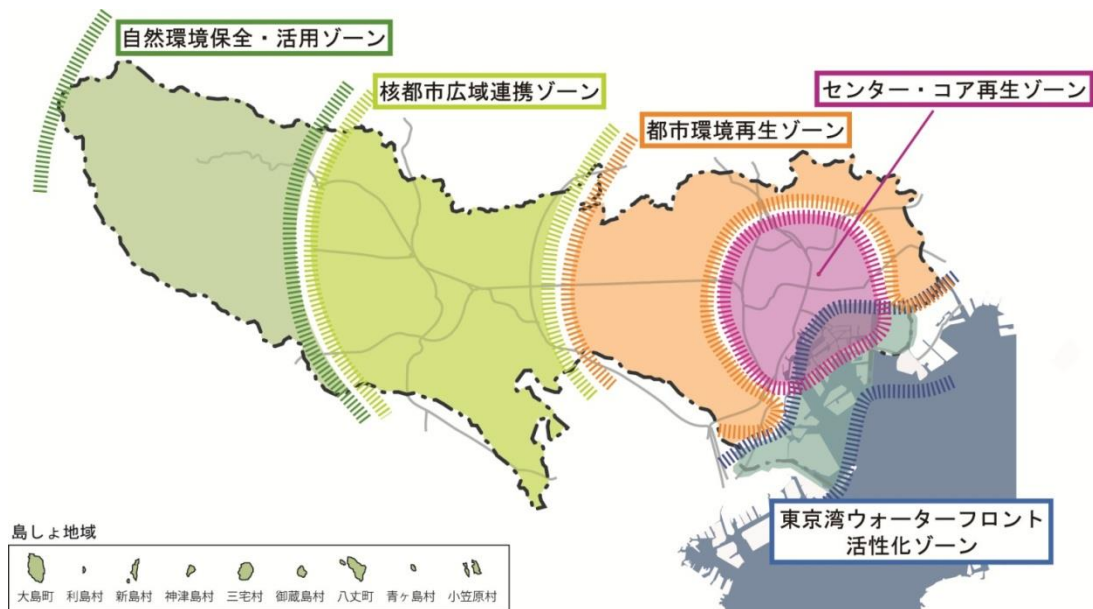 自然環境保全・活用ゾーン
核都市広域連携ゾーン
センター・コア再生ゾーン
都市環境再生ゾーン
東京湾ウォーターフロント
活性化ゾーン
島しょ地域
大島町 利島村 新島村 神津島村 三宅村 御蔵島村 八丈町 青ヶ島村 小笠原村